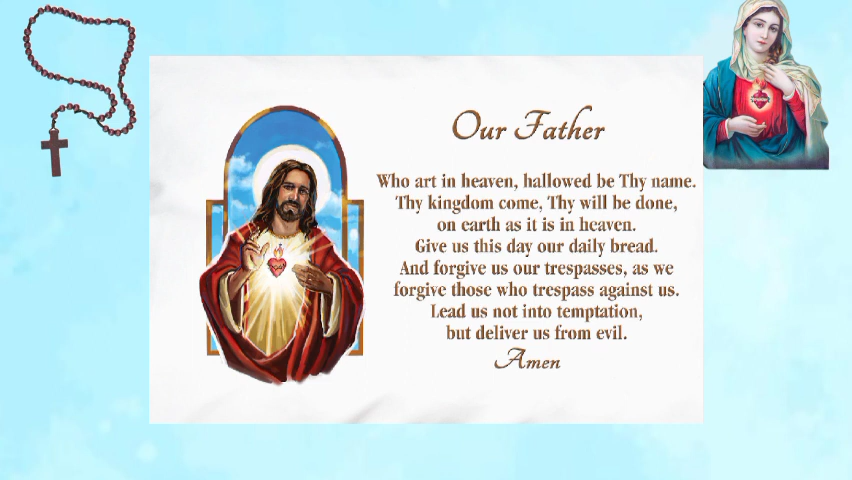 Our Father
Who art in heaven, hallowed be Thy name.
Thy kingdom come, Thy will be done,
on earth as it is in heaven.
Give us this day our daily bread.
And forgive us our trespasses, as we
forgive those who trespass against us.
Lead us not into temptation,
but deliver us from evil.
Amen